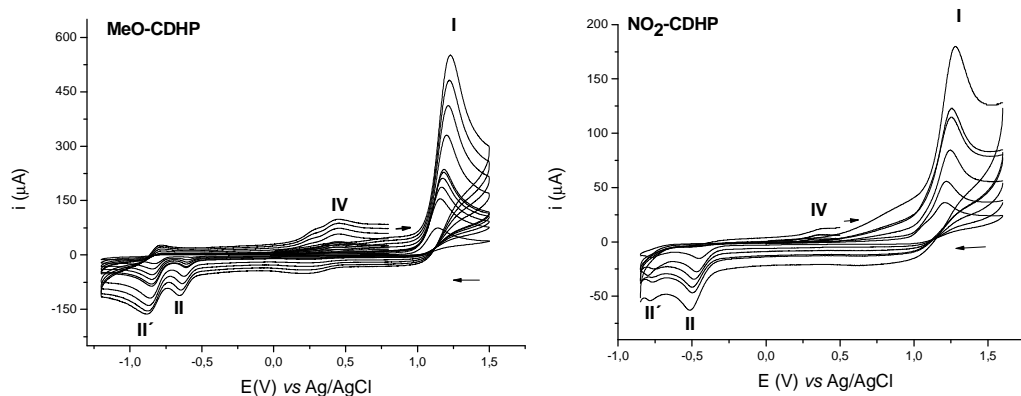 MeO-CDHP
I
600
450
300
150
0
-150
IV
II
II´
-1,0
-0,5
0,0
0,5
1,0
1,5
i (μA)
E(V) vs Ag/AgCl
NO2-CDHP
I
200
150
100
50
0
-50
IV
II´
II
-0,5
0,0
0,5
1,0
1,5
i (μA)
E (V) vs Ag/AgCl